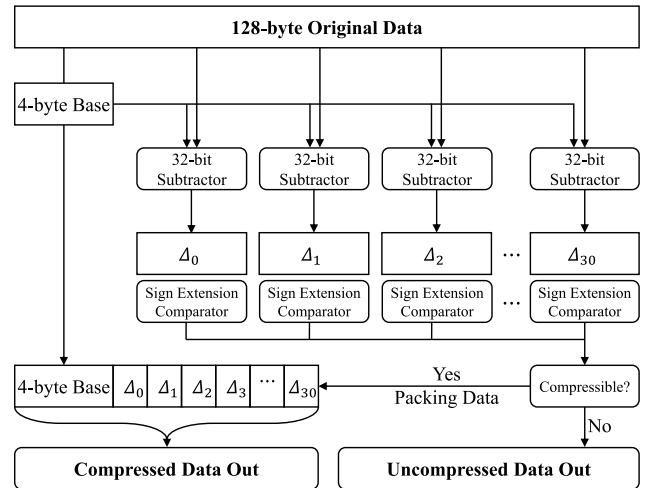 128-byte Original Data
4-byte Base
32-bit Subtractor 32-bit Subtractor 32-bit Subtractor 32-bit Subtractor
Δ0 Δ1 Δ2 ... Δ30
Sign Extension Comparator Sign Extension Comparator Sign Extension Comparator ... Sign Extension Comparator
4-byte Base Δ0 Δ1 Δ2 Δ3 ... Δ30
Yes
Packing Data
Compressible?
No
Compressed Data Out
Uncompressed Data Out